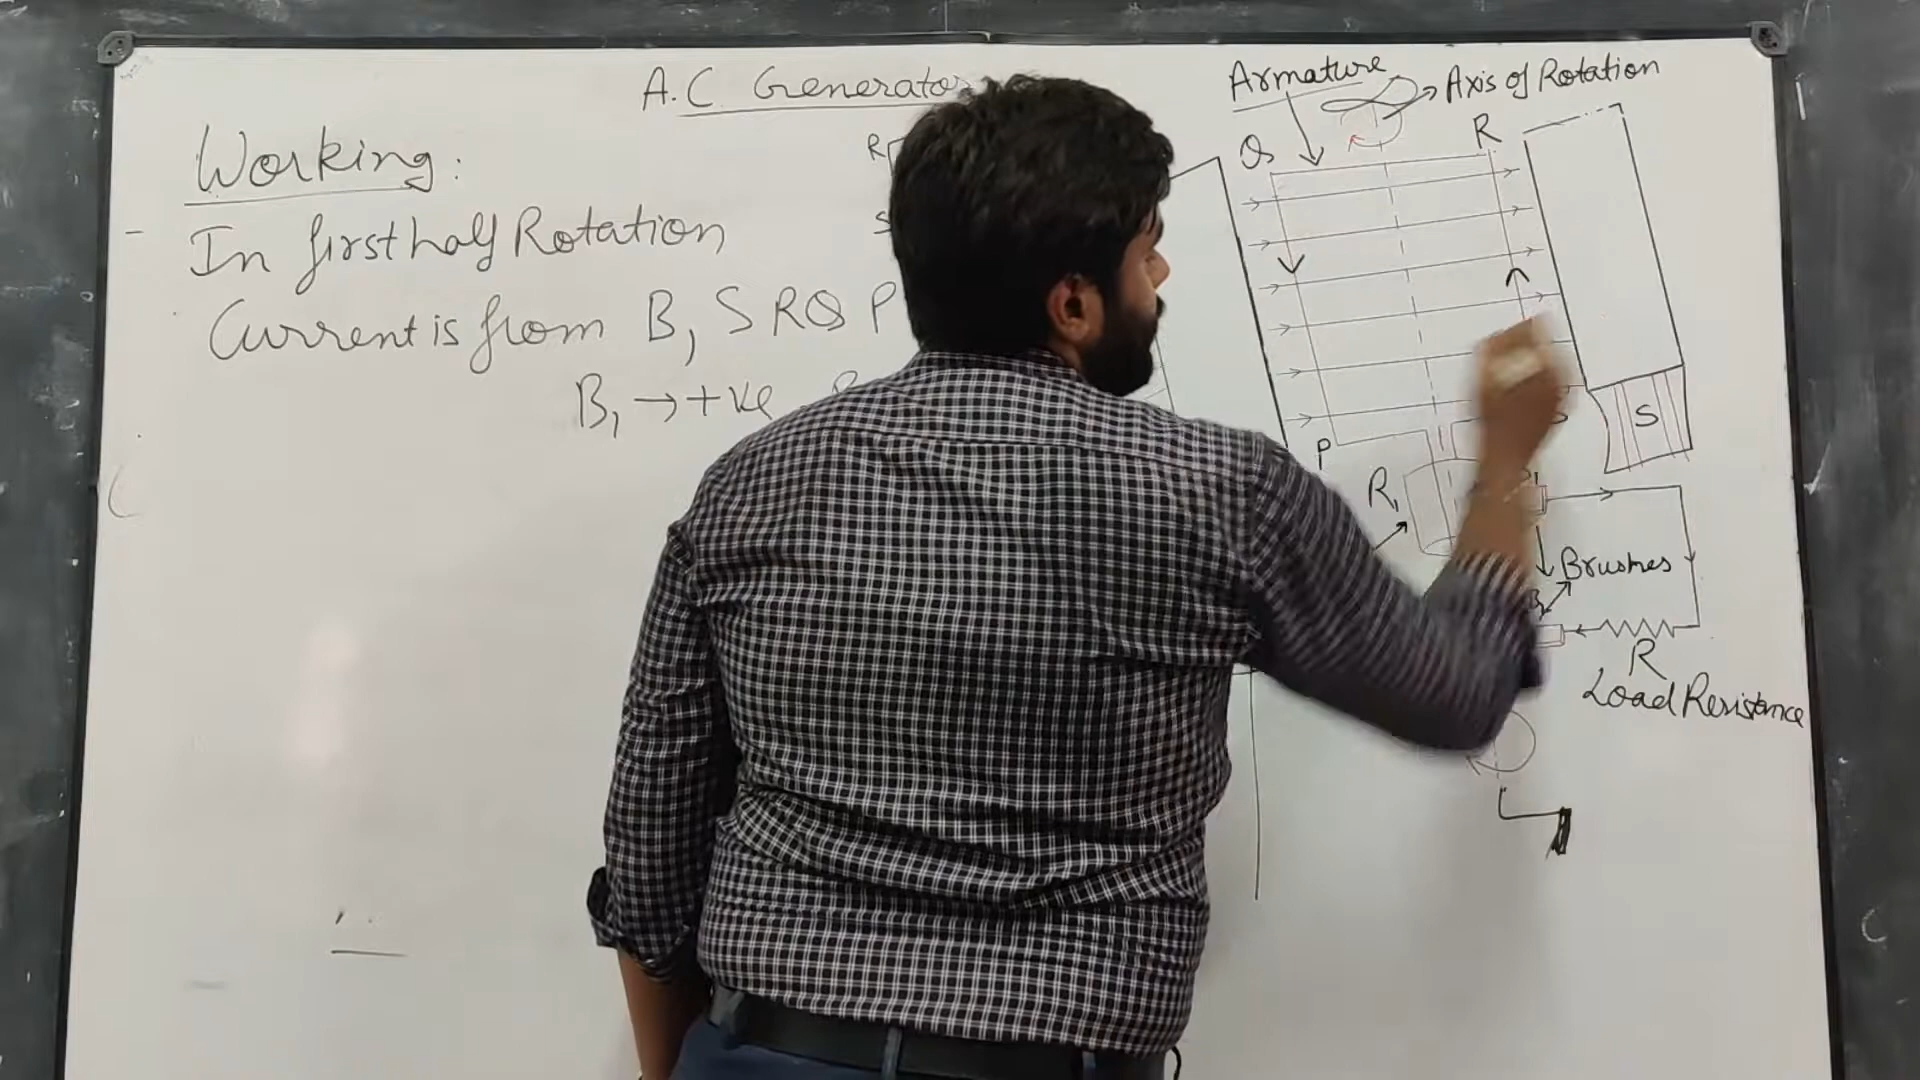 A.C Generator
Working:
- In first half Rotation
Current is from B, S R Q P
B₁ → +ve
R
S
Armature
Axis of Rotation
Q
R
P
S
R₁
Brushes
R
Load Resistance